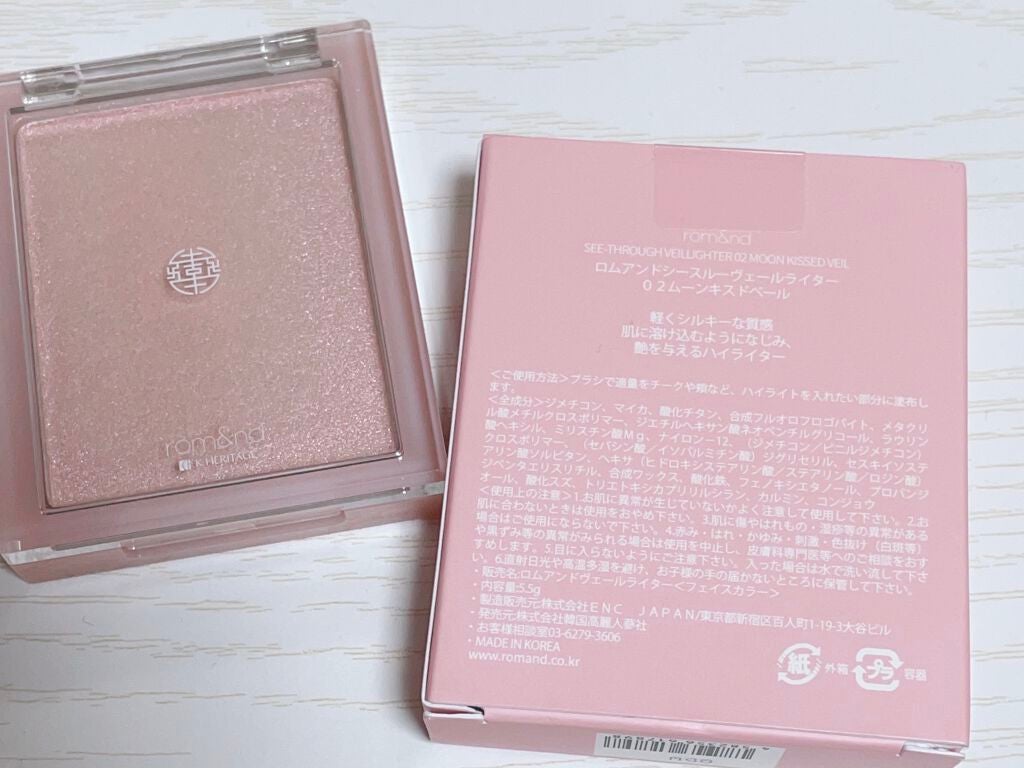 rom&nd
K HERITAGE
rom&nd
SEE-THROUGH VEILLIGHTER 02 MOON KISSED VEIL
ロムアンドシースルーヴェールライター
02ムーンキスドベール
軽くシルキーな質感
肌に溶け込むようになじみ、
艶を与えるハイライター
<ご使用方法>ブラシで適量をチークや頬など、ハイライトを入れたい部分に塗布し
ます。
<全成分>ジメチコン、マイカ、酸化チタン、合成フルオロフロゴパイト、メタクリ
ル酸メチルクロスポリマー、ジエチルヘキサン酸ネオペンチルグリコール、ラウリン
酸ヘキシル、ミリスチン酸Mg、ナイロン-12、(ジメチコン/ビニルジメチコン)
クロスポリマー、(セバシン酸/イソパルミチン酸)ジグリセリル、セスキイソステ
アリン酸ソルビタン、ヘキサ(ヒドロキシステアリン酸/ステアリン酸/ロジン酸)
ジペンタエリスリチル、合成ワックス、酸化鉄、フェノキシエタノール、プロパンジ
オール、酸化スズ、トリエトキシカプリリルシラン、カルミン、コンジョウ
<使用上の注意>1.お肌に異常が生じていないかよく注意して使用して下さい。2.お
肌に合わないときは使用をおやめ下さい。3.肌に傷やはれもの・湿疹等の異常がある
場合はご使用にならないで下さい。4.赤み・はれ・かゆみ・刺激・色抜け(白斑等)
や黒ずみ等の異常がみられる場合は使用を中止し、皮膚科専門医等へのご相談をおす
すめします。5.目に入らないようにご注意下さい。入った場合は水で洗い流して下さ
い。6.直射日光や高温多湿を避け、お子様の手の届かないところに保管して下さい。
・販売名:ロムアンドヴェールライター<フェイスカラー>
・内容量:5.5g
・製造販売元:株式会社ENC JAPAN/東京都新宿区百人町1-19-3大谷ビル
・発売元:株式会社韓国高麗人参社
・お客様相談室03-6279-3606
・MADE IN KOREA
www.romand.co.kr
紙 外箱 プラ 容器